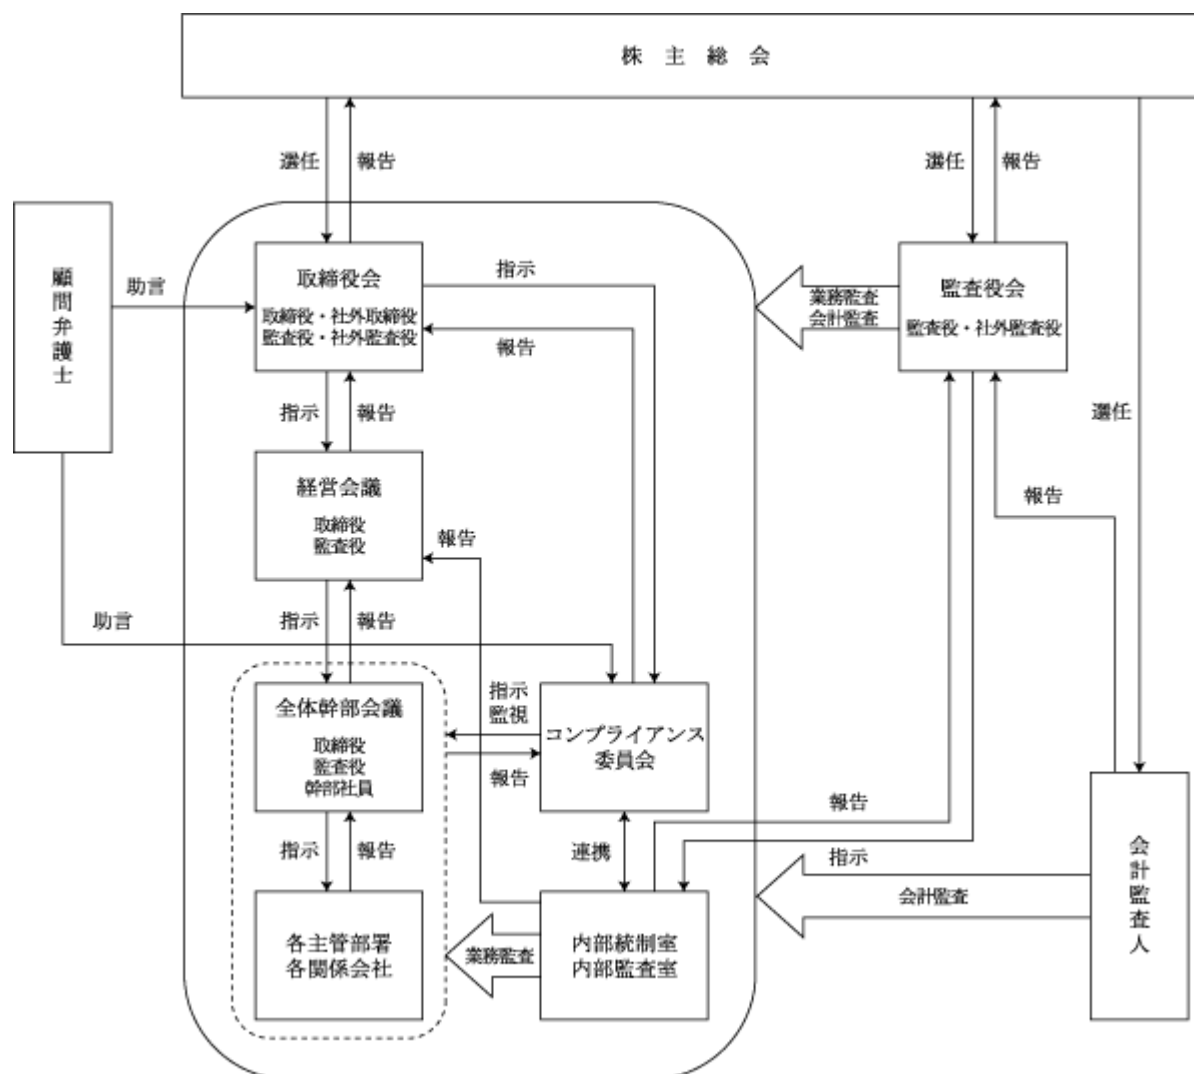 株主総会
選任
報告
選任
報告
顧問弁護士
助言
取締役会
取締役・社外取締役
監査役・社外監査役
指示
報告
業務監査
会計監査
監査役会
監査役・社外監査役
選任
指示
報告
経営会議
取締役
監査役
報告
報告
助言
指示
報告
全体幹部会議
取締役
監査役
幹部社員
指示
監視
報告
コンプライアンス
委員会
報告
指示
指示
報告
連携
会計監査
会計監査人
各主管部署
各関係会社
業務監査
内部統制室
内部監査室